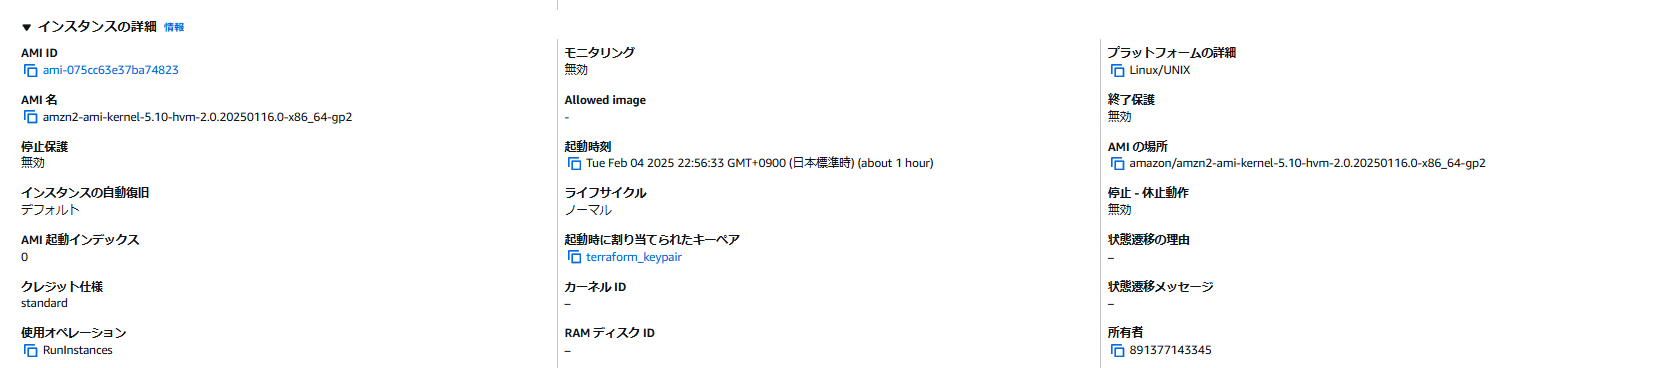 ▼ インスタンスの詳細 情報
AMI ID
ami-075cc63e37ba74823
AMI 名
amzn2-ami-kernel-5.10-hvm-2.0.20250116.0-x86_64-gp2
停止保護
無効
インスタンスの自動復旧
デフォルト
AMI 起動インデックス
0
クレジット仕様
standard
使用オペレーション
RunInstances
モニタリング
無効
Allowed image
-
起動時刻
Tue Feb 04 2025 22:56:33 GMT+0900 (日本標準時) (about 1 hour)
ライフサイクル
ノーマル
起動時に割り当てられたキーペア
terraform_keypair
カーネル ID
–
RAM ディスク ID
–
プラットフォームの詳細
Linux/UNIX
終了保護
無効
AMI の場所
amazon/amzn2-ami-kernel-5.10-hvm-2.0.20250116.0-x86_64-gp2
停止 - 休止動作
無効
状態遷移の理由
–
状態遷移メッセージ
–
所有者
891377143345